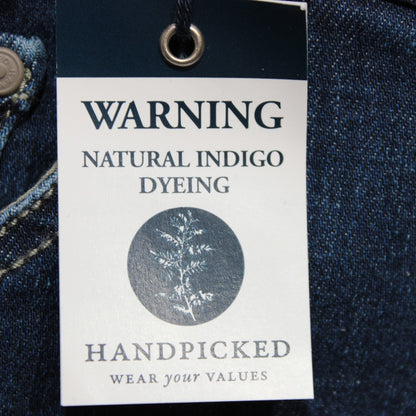 WARNING
NATURAL INDIGO
DYEING
HANDPICKED
WEAR your VALUES